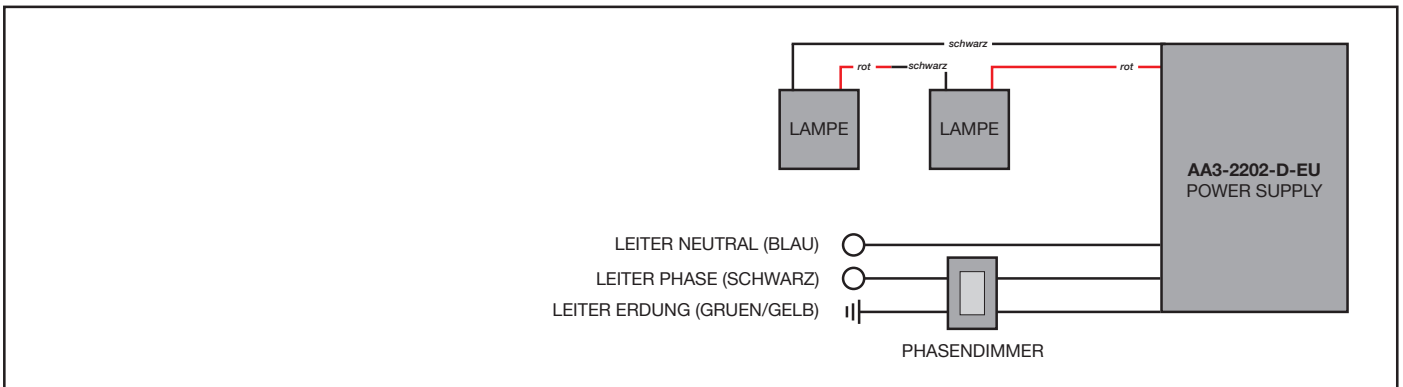 schwarz
rot schwarz rot
LAMPE LAMPE
AA3-2202-D-EU
POWER SUPPLY
LEITER NEUTRAL (BLAU)
LEITER PHASE (SCHWARZ)
LEITER ERDUNG (GRUEN/GELB)
PHASENDIMMER